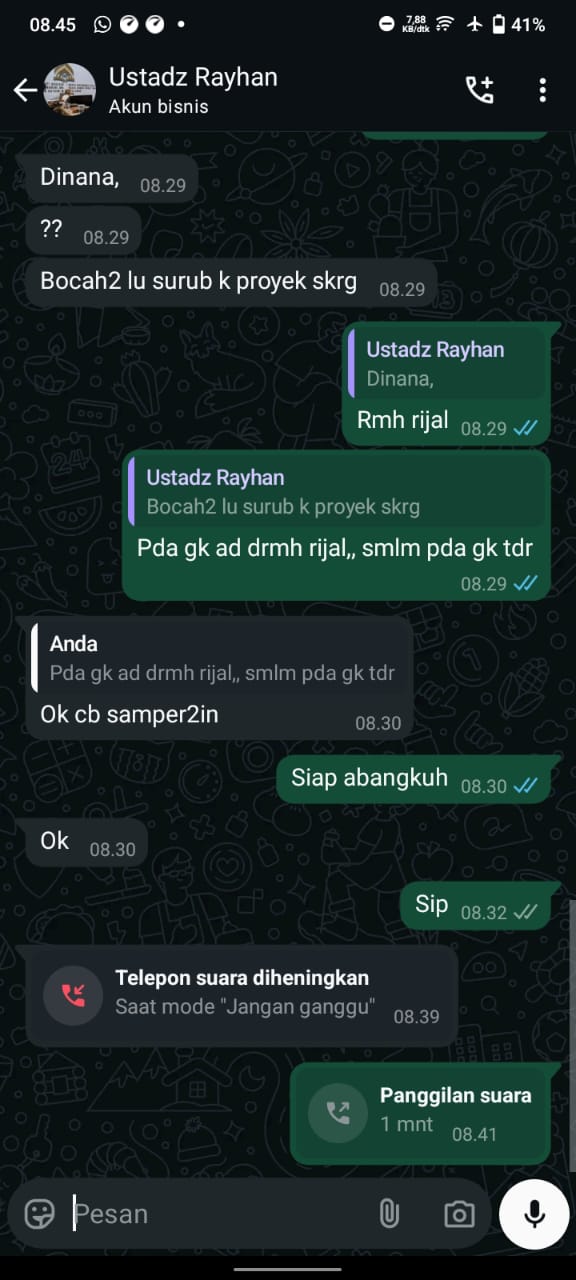 08.45
7,88
KB/dtk
41%
Ustadz Rayhan
Akun bisnis
Dinana, 08.29
?? 08.29
Bocah2 lu surub k proyek skrg 08.29
Ustadz Rayhan
Dinana,
Rmh rijal 08.29
Ustadz Rayhan
Bocah2 lu surub k proyek skrg
Pda gk ad drmh rijal,, smlm pda gk tdr
08.29
Anda
Pda gk ad drmh rijal,, smlm pda gk tdr
Ok cb samper2in 08.30
Siap abangkuh 08.30
Ok 08.30
Sip 08.32
Telepon suara diheningkan
Saat mode "Jangan ganggu" 08.39
Panggilan suara
1 mnt 08.41
Pesan